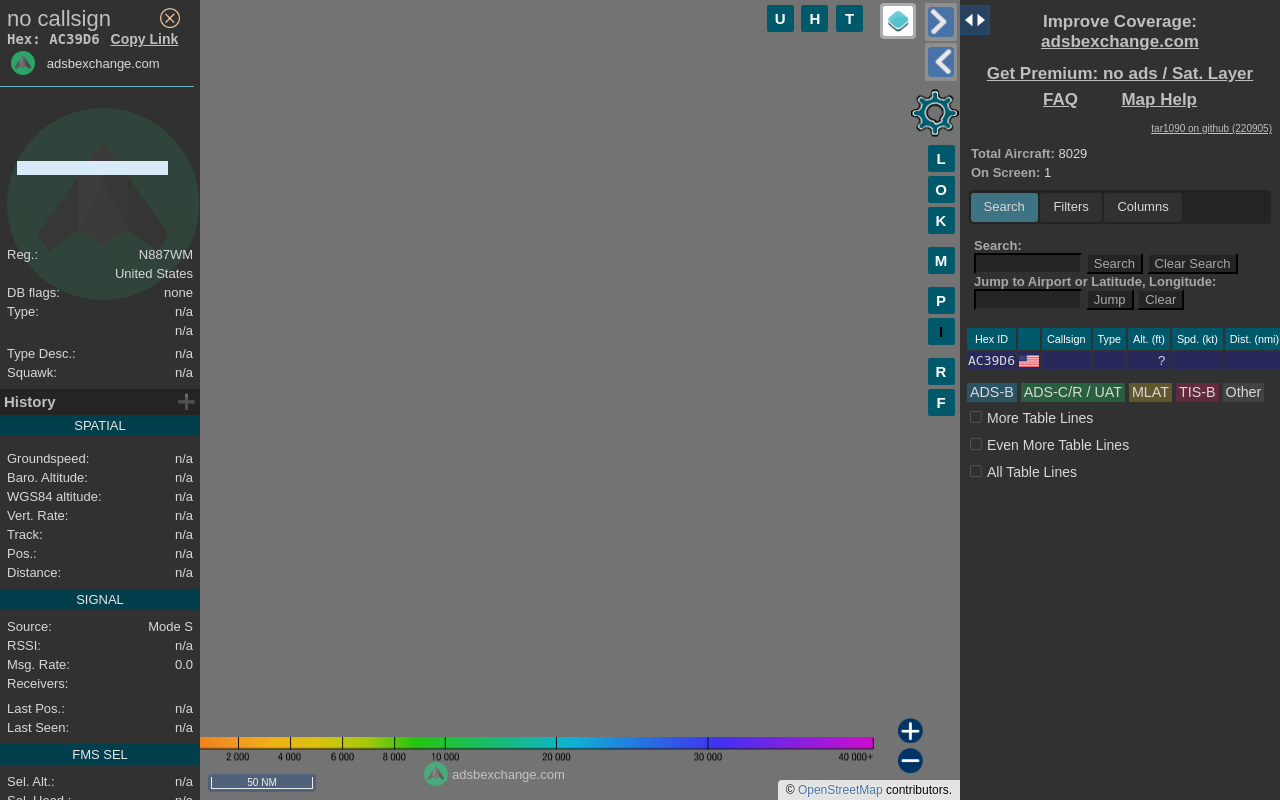 no callsign
Hex: AC39D6 Copy Link
adsbexchange.com
Reg.: N887WM
United States
DB flags: none
Type: n/a
n/a
Type Desc.: n/a
Squawk: n/a
History
SPATIAL
Groundspeed: n/a
Baro. Altitude: n/a
WGS84 altitude: n/a
Vert. Rate: n/a
Track: n/a
Pos.: n/a
Distance: n/a
SIGNAL
Source: Mode S
RSSI: n/a
Msg. Rate: 0.0
Receivers:
Last Pos.: n/a
Last Seen: n/a
FMS SEL
Sel. Alt.: n/a
Sel. Head.: n/a
U H T
L
O
K
M
P
I
R
F
2 000 4 000 6 000 8 000 10 000 20 000 30 000 40 000+
50 NM
adsbexchange.com
© OpenStreetMap contributors.
Improve Coverage:
adsbexchange.com
Get Premium: no ads / Sat. Layer
FAQ Map Help
tar1090 on github (220905)
Total Aircraft: 8029
On Screen: 1
Search Filters Columns
Search:
Search Clear Search
Jump to Airport or Latitude, Longitude:
Jump Clear
Hex ID Callsign Type Alt. (ft) Spd. (kt) Dist. (nmi)
AC39D6 ?
ADS-B ADS-C/R / UAT MLAT TIS-B Other
More Table Lines
Even More Table Lines
All Table Lines